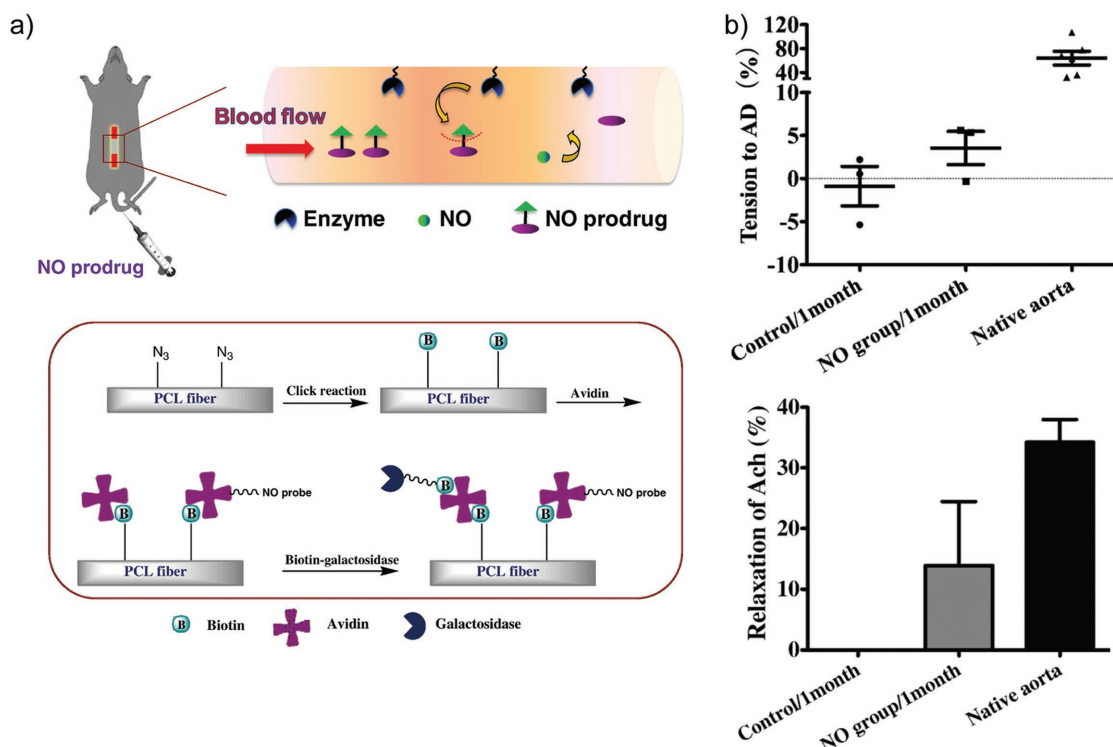 a)
Blood flow
Enzyme
NO
NO prodrug
NO prodrug
N3
N3
PCL fiber
Click reaction
B
B
PCL fiber
Avidin
B
B
NO probe
PCL fiber
Biotin-galactosidase
B
B
B
NO probe
PCL fiber
B
Biotin
Avidin
Galactosidase
b)
Tension to AD (%)
120
80
40
10
5
0
-5
-10
Control/1month
NO group/1month
Native aorta
Relaxation of Ach (%)
40
30
20
10
0
Control/1month
NO group/1month
Native aorta